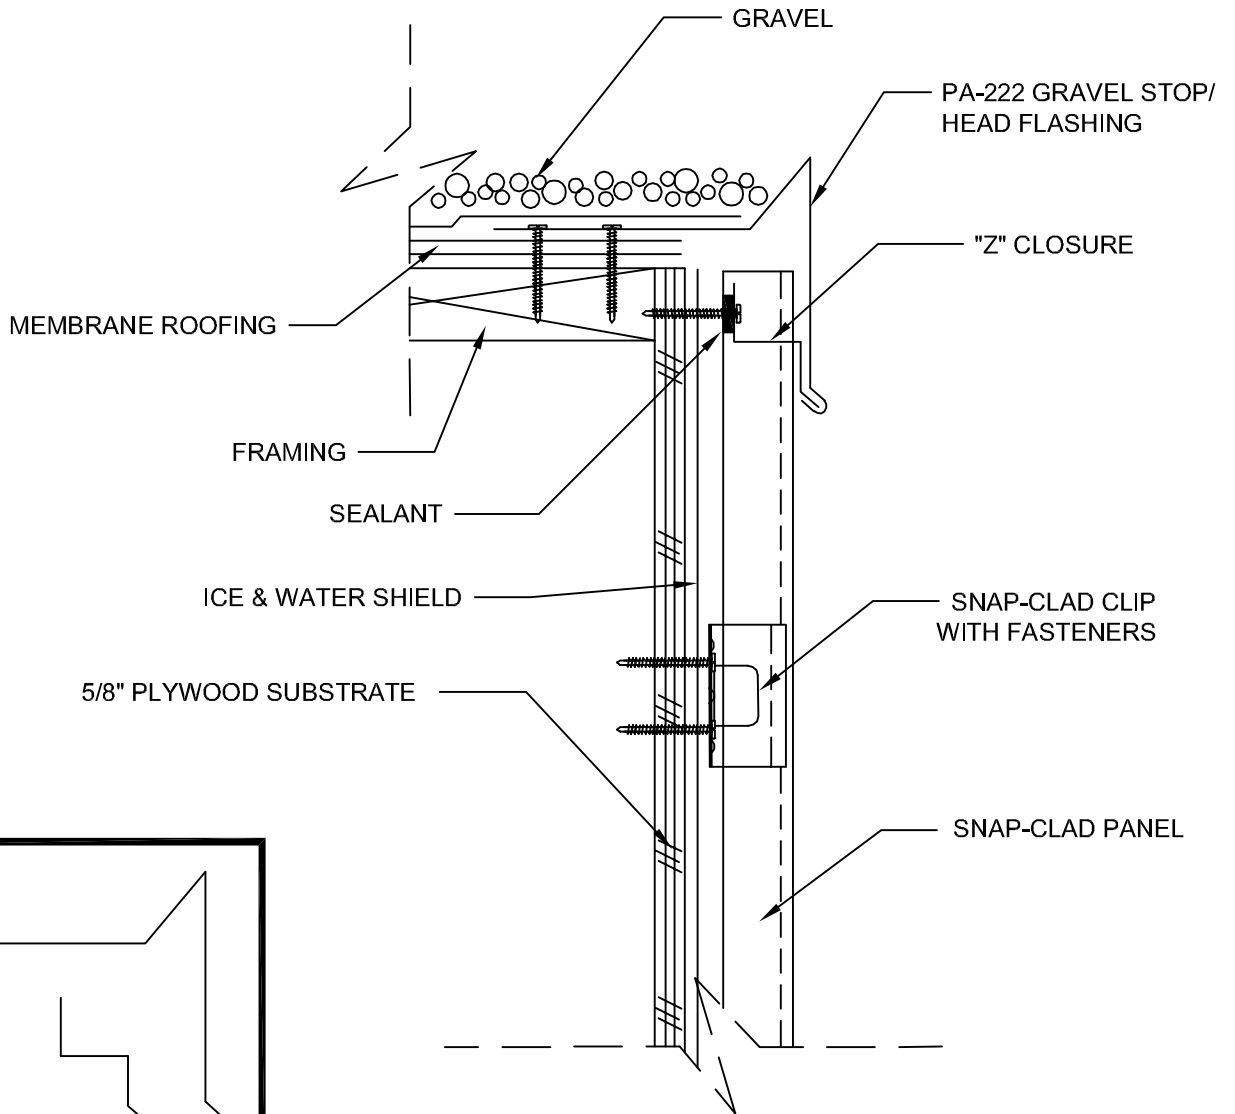 GRAVEL
PA-222 GRAVEL STOP/
HEAD FLASHING
"Z" CLOSURE
MEMBRANE ROOFING
FRAMING
SEALANT
ICE & WATER SHIELD
SNAP-CLAD CLIP
WITH FASTENERS
5/8" PLYWOOD SUBSTRATE
SNAP-CLAD PANEL